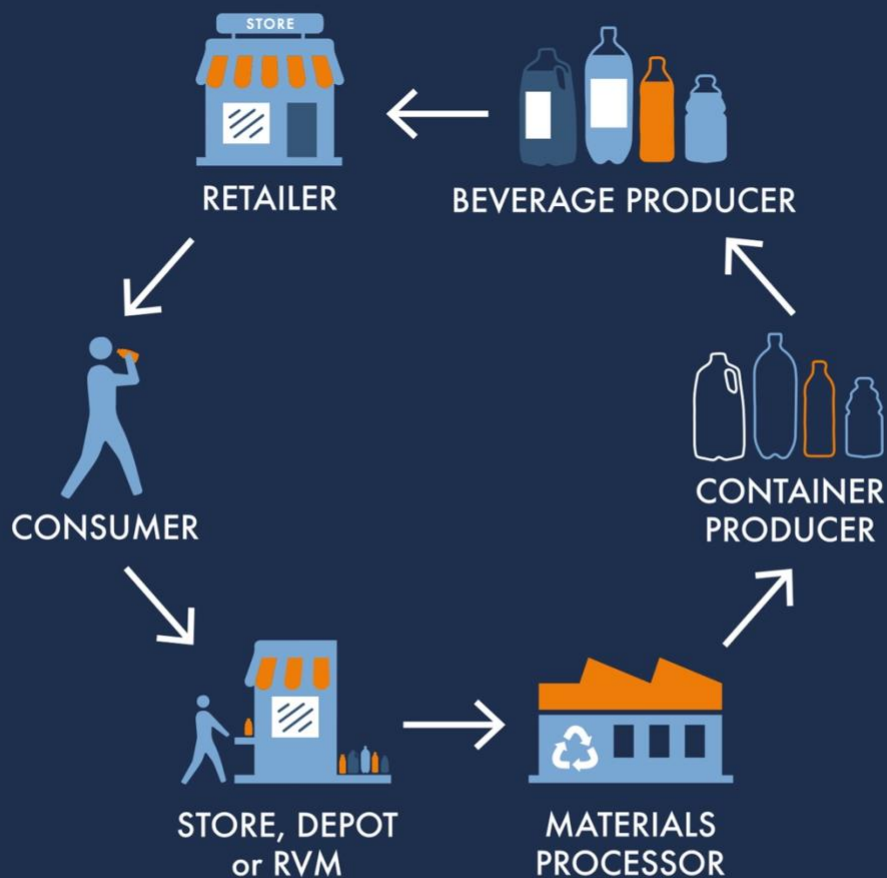 STORE
RETAILER
BEVERAGE PRODUCER
CONSUMER
CONTAINER
PRODUCER
STORE, DEPOT
or RVM
MATERIALS
PROCESSOR